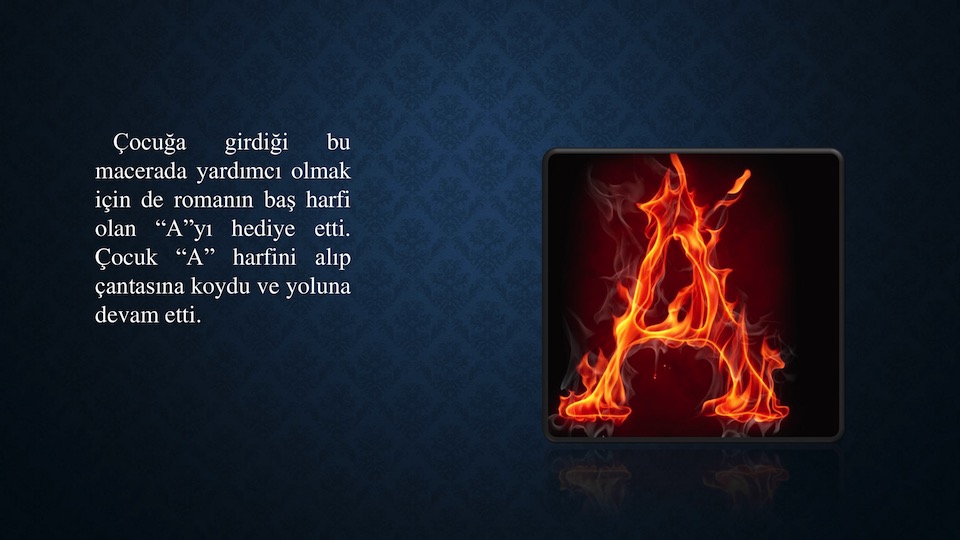 Çocuğa girdiği bu
macerada yardımcı olmak
için de romanın baş harfi
olan “A”yı hediye etti.
Çocuk “A” harfini alıp
çantasına koydu ve yoluna
devam etti.
A